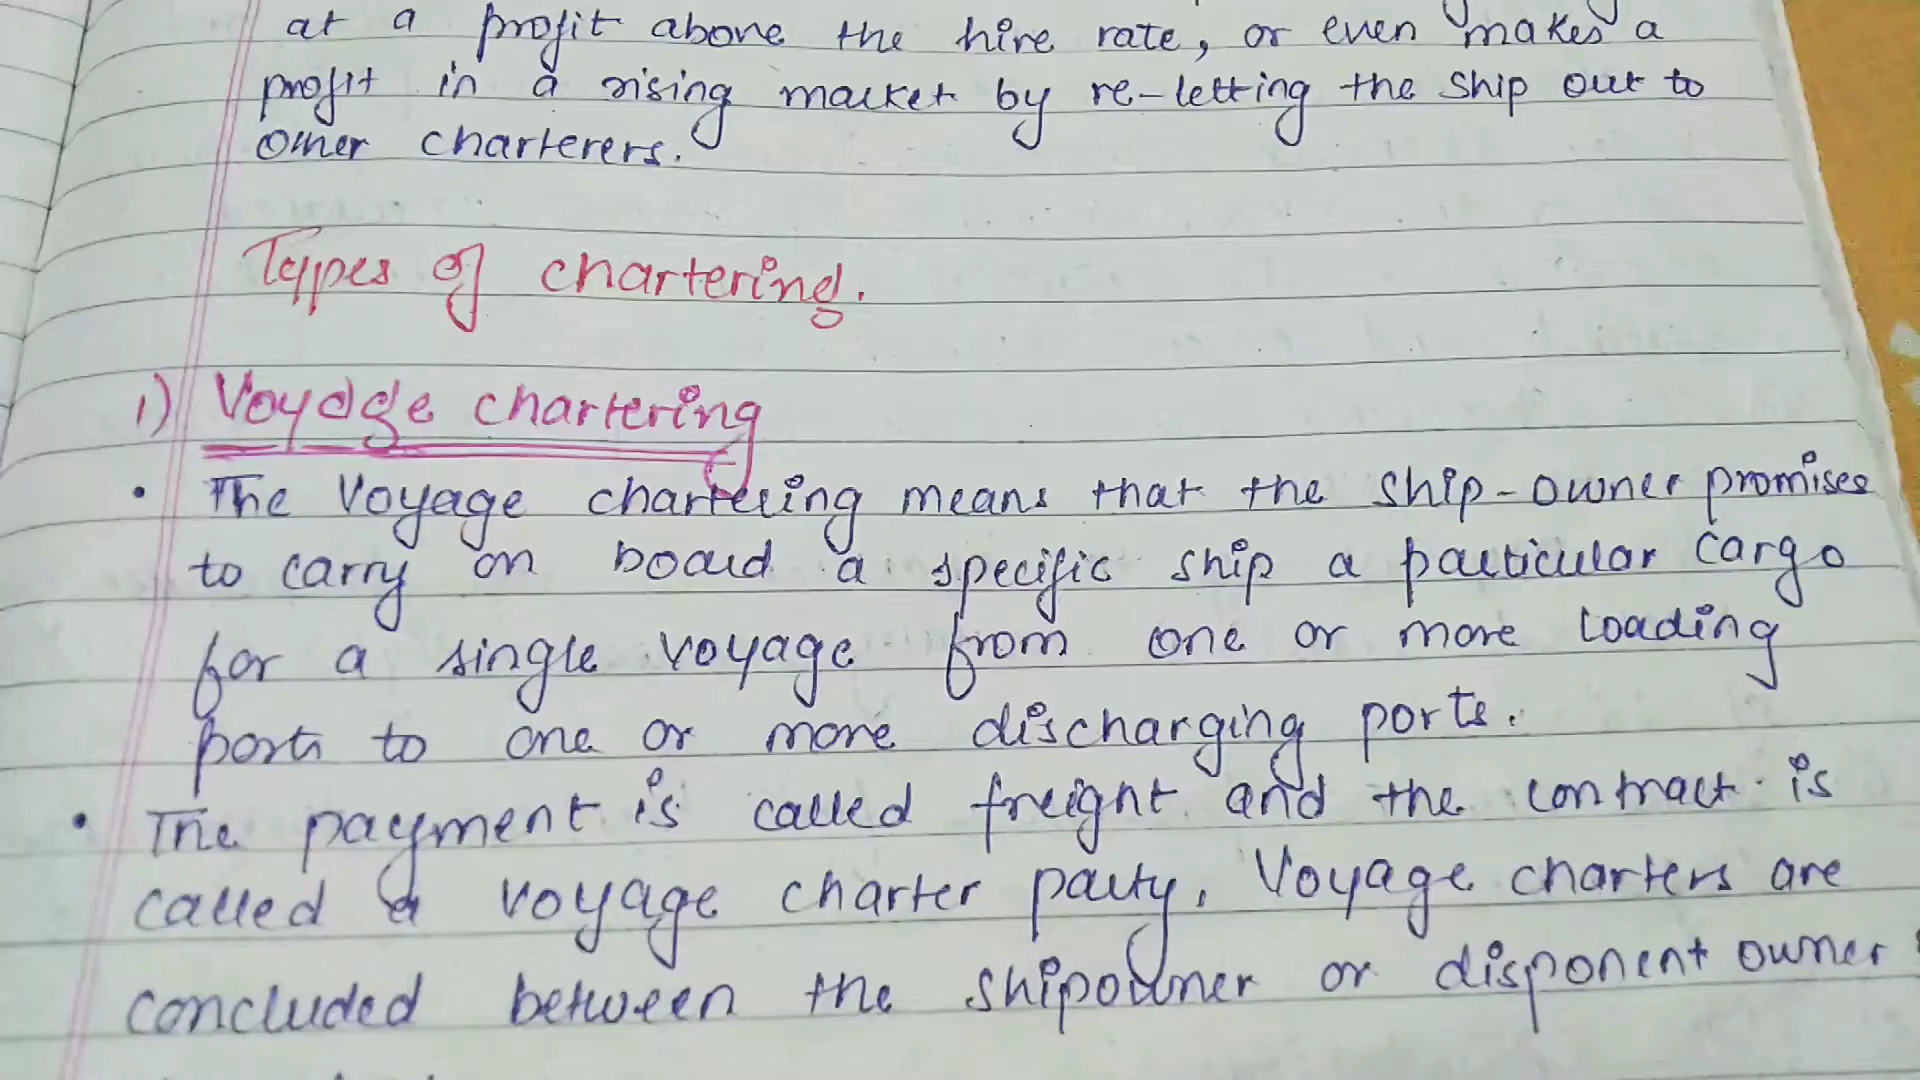 at a profit above the hire rate, or even makes a
profit in a rising market by re-letting the ship out to
other charterers.
Types of chartering.
1) Voyage chartering
• The Voyage chartering means that the ship-owner promises
to carry on board a specific ship a particular cargo
for a single voyage from one or more loading
ports to one or more discharging ports.
• The payment is called freight and the contract is
called a voyage charter party. Voyage charters are
concluded between the shipowner or disponent owner